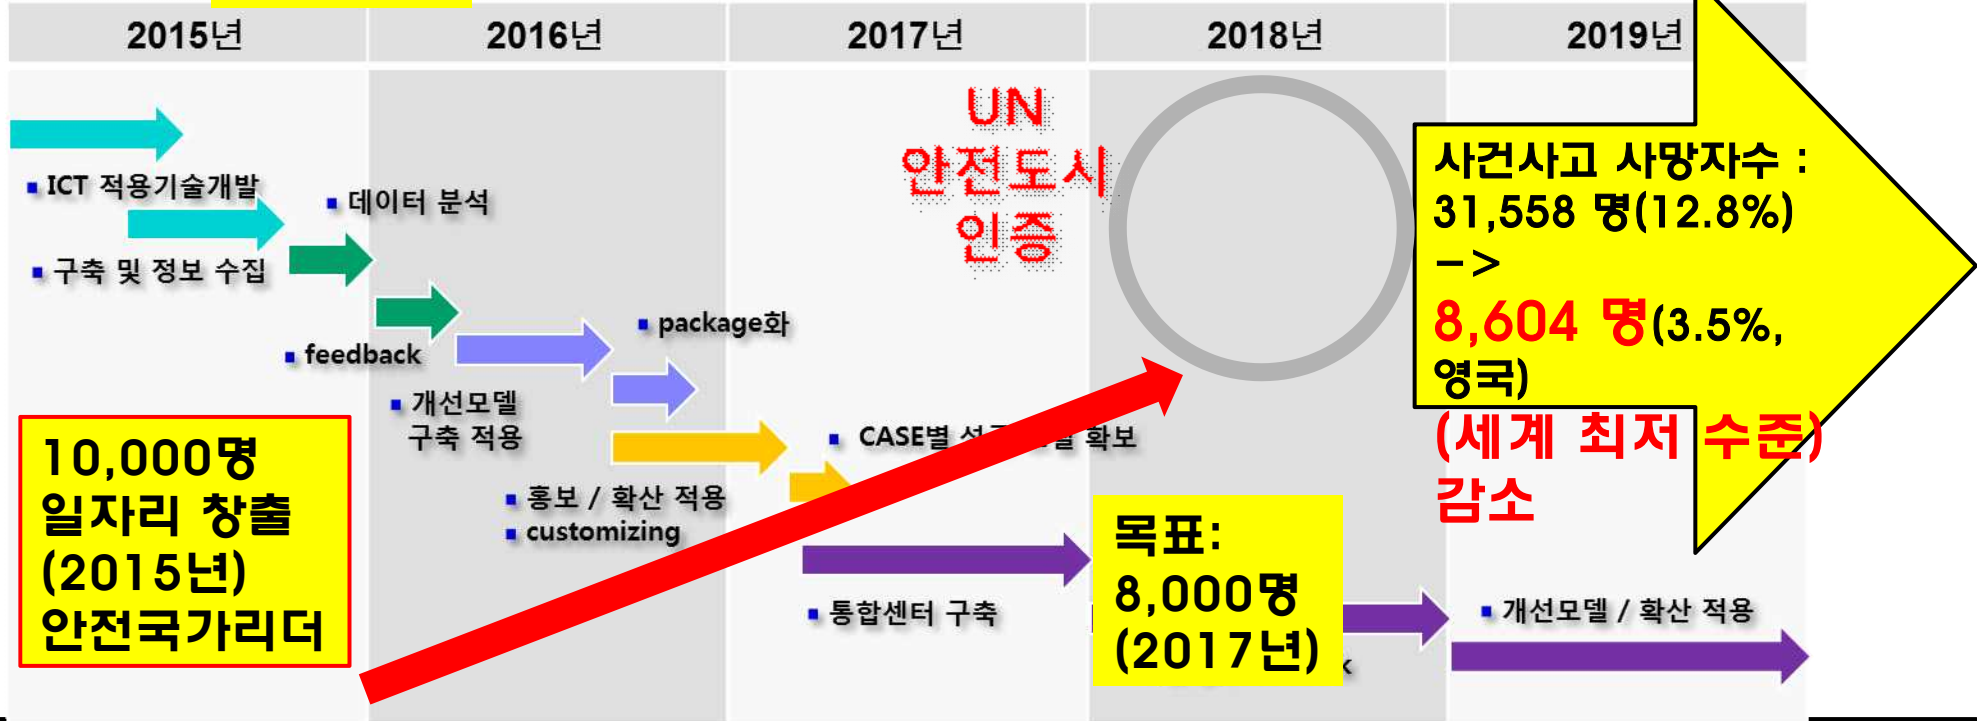 2015년
2016년
2017년
2018년
2019년
▪ ICT 적용기술개발
▪ 데이터 분석
▪ 구축 및 정보 수집
▪ package화
▪ feedback
▪ 개선모델
구축 적용
▪ CASE별
확보
▪ 홍보 / 확산 적용
▪ customizing
▪ 통합센터 구축
▪ 개선모델 / 확산 적용
UN
안전도시
인증
사건사고 사망자수 :
31,558 명(12.8%)
–>
8,604 명(3.5%,
영국)
(세계 최저 수준)
감소
10,000명
일자리 창출
(2015년)
안전국가리더
목표:
8,000명
(2017년)